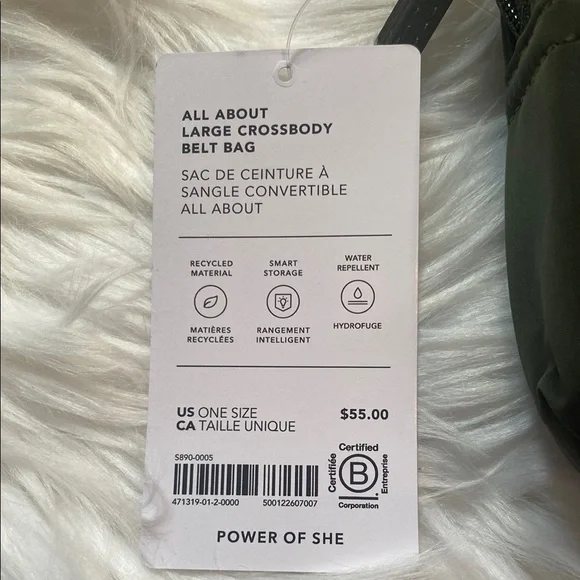 ALL ABOUT
LARGE CROSSBODY
BELT BAG
SAC DE CEINTURE À
SANGLE CONVERTIBLE
ALL ABOUT
RECYCLED
MATERIAL
SMART
STORAGE
WATER
REPELLENT
MATIÈRES
RECYCLÉES
RANGEMENT
INTELLIGENT
HYDROFUGE
US ONE SIZE
$55.00
CA TAILLE UNIQUE
S890-0005
471319-01-2-0000
500122607007
Certified
Certifiée
B
Entreprise
Corporation
POWER OF SHE